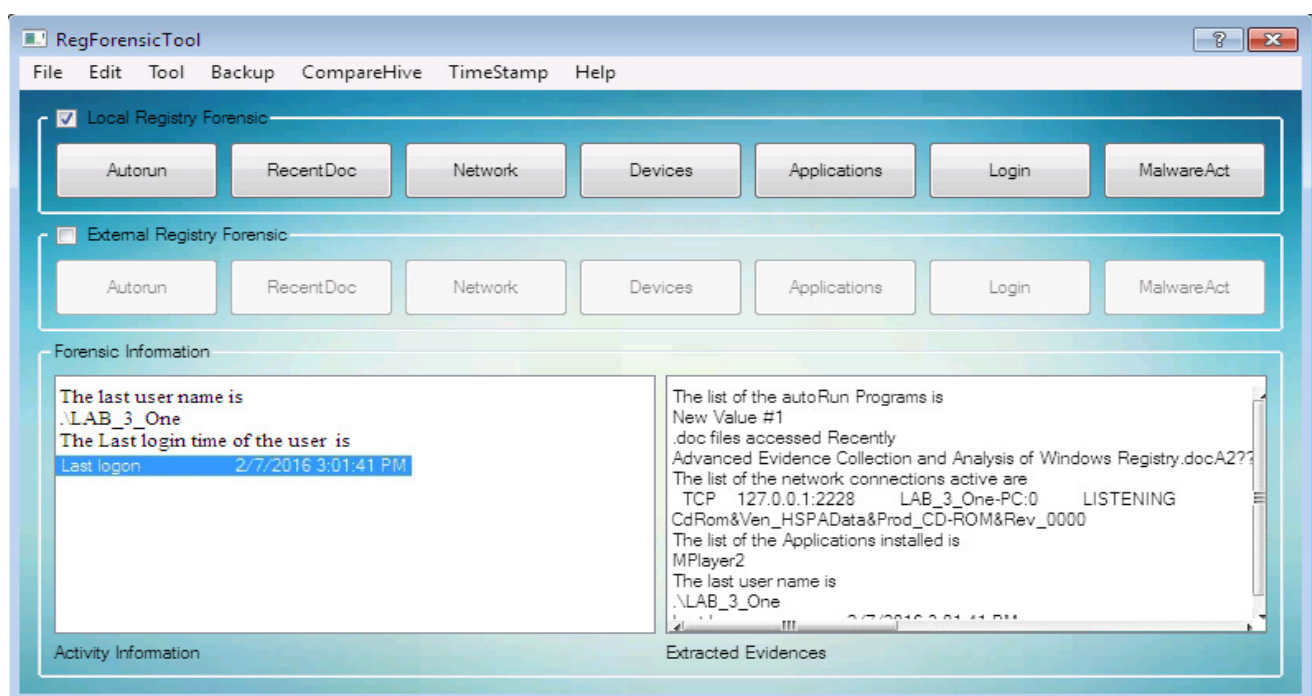 RegForensicTool
File Edit Tool Backup CompareHive TimeStamp Help
Local Registry Forensic
Autorun RecentDoc Network Devices Applications Login MalwareAct
External Registry Forensic
Autorun RecentDoc Network Devices Applications Login MalwareAct
Forensic Information
The last user name is
.\LAB_3_One
The Last login time of the user is
Last logon 2/7/2016 3:01:41 PM
Activity Information
The list of the autoRun Programs is
New Value #1
.doc files accessed Recently
Advanced Evidence Collection and Analysis of Windows Registry.docA2??
The list of the network connections active are
TCP 127.0.0.1:2228 LAB_3_One-PC:0 LISTENING
CdRom&Ven_HSPAData&Prod_CD-ROM&Rev_0000
The list of the Applications installed is
MPlayer2
The last user name is
.\LAB_3_One
Extracted Evidences